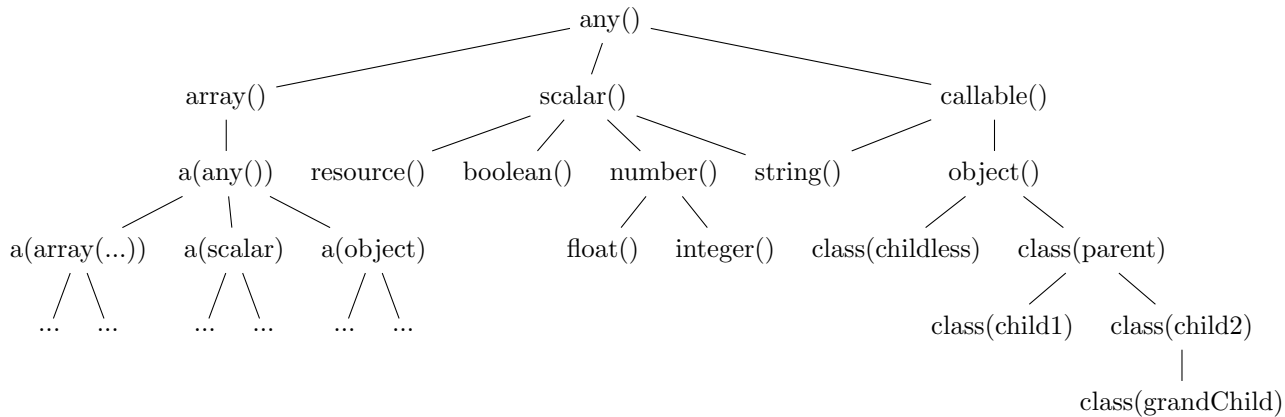 any()
array() scalar() callable()
a(any()) resource() boolean() number() string() object()
a(array(...)) a(scalar) a(object) float() integer() class(childless) class(parent)
... ... ... ... ... ... class(child1) class(child2)
class(grandChild)